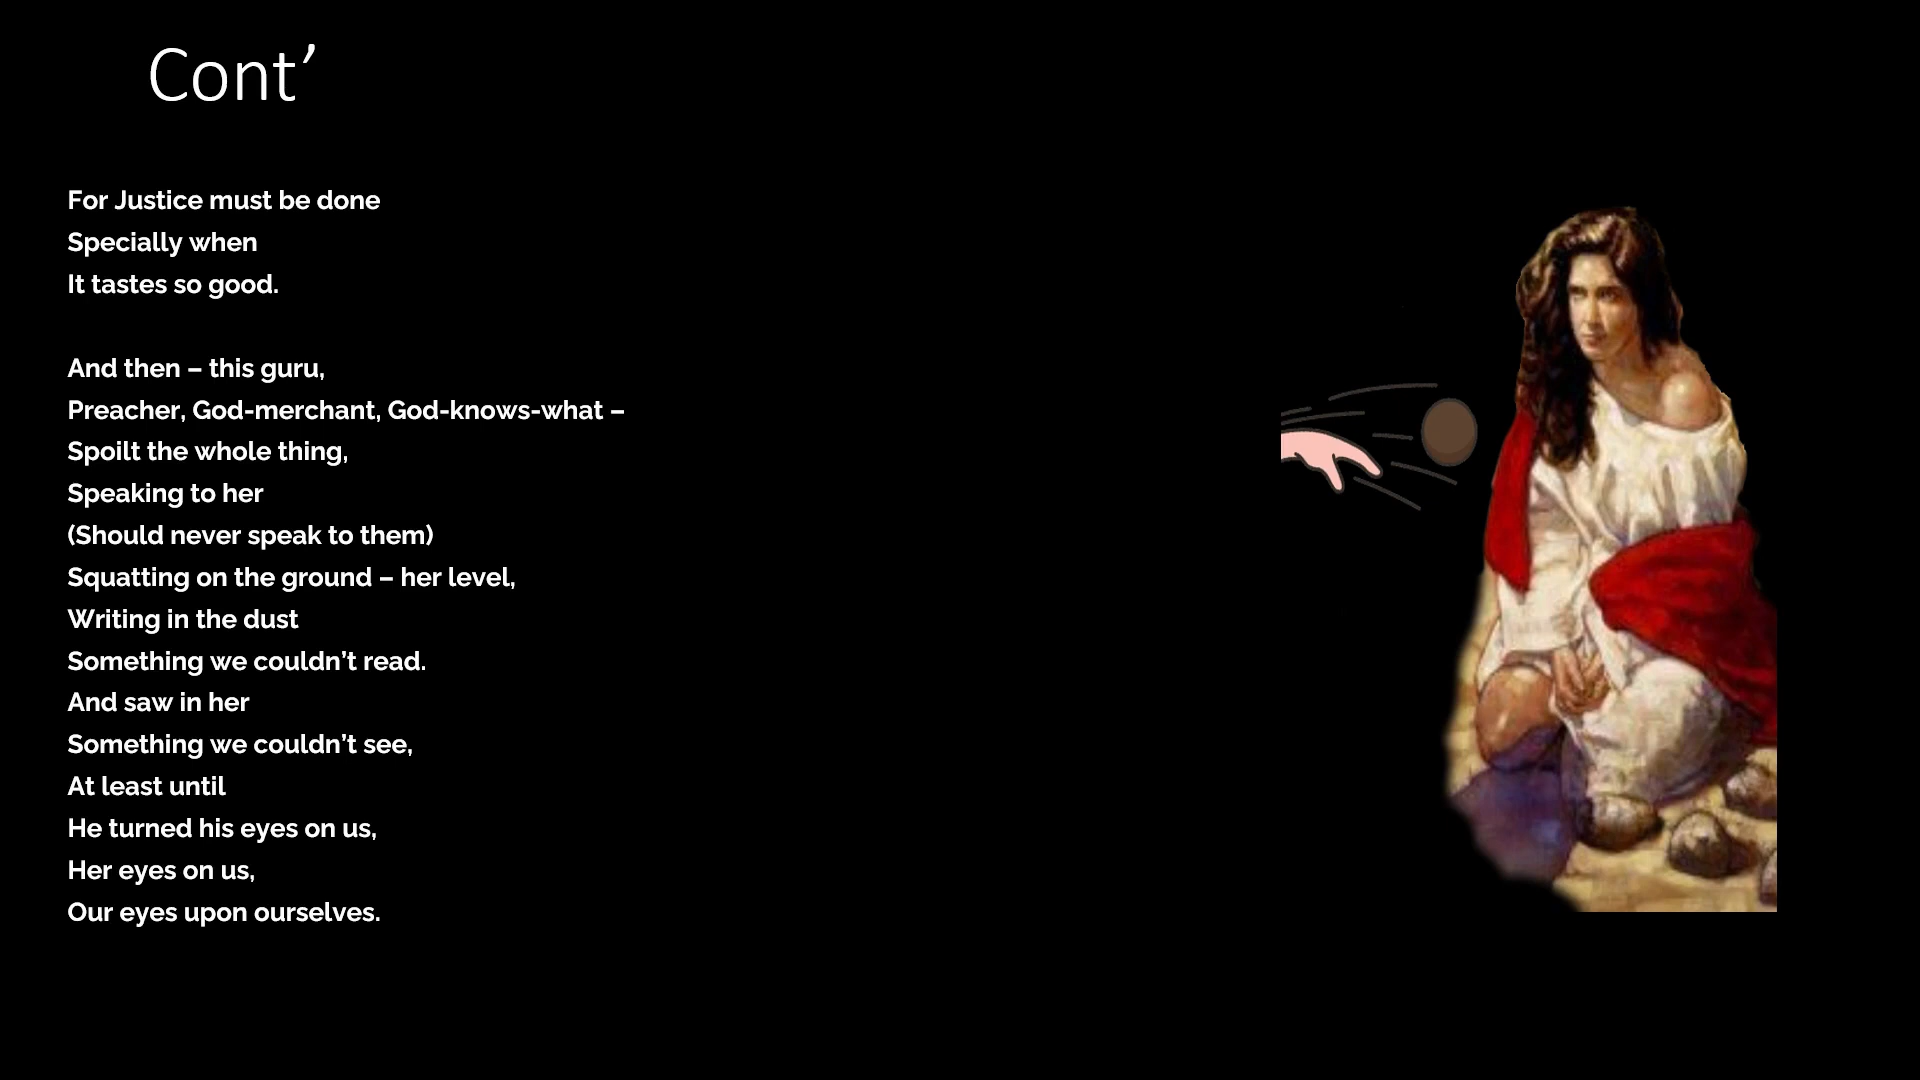 Cont’
For Justice must be done
Specially when
It tastes so good.
And then – this guru,
Preacher, God-merchant, God-knows-what –
Spoilt the whole thing,
Speaking to her
(Should never speak to them)
Squatting on the ground – her level,
Writing in the dust
Something we couldn’t read.
And saw in her
Something we couldn’t see,
At least until
He turned his eyes on us,
Her eyes on us,
Our eyes upon ourselves.